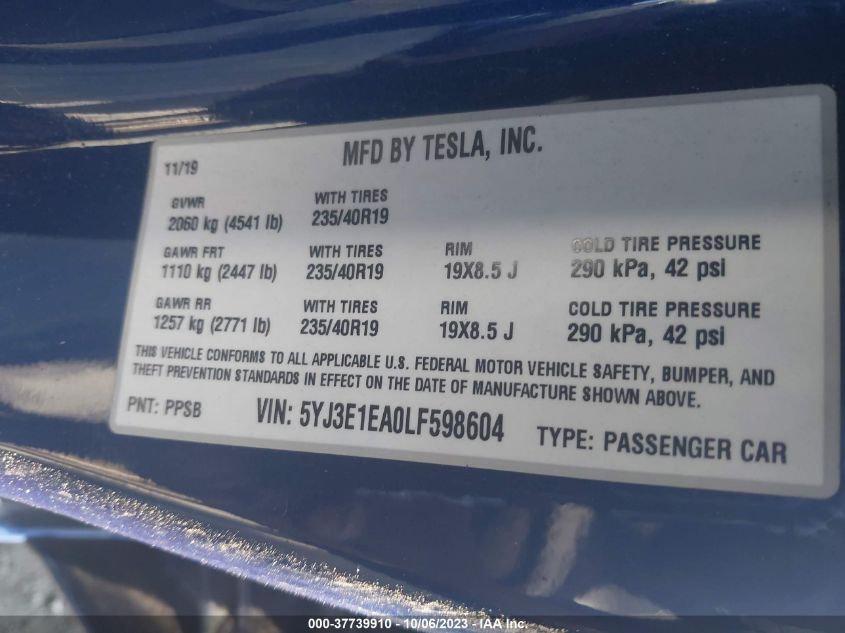 11/19
MFD BY TESLA, INC.
GVWR
2060 kg (4541 lb)
WITH TIRES
235/40R19
GAWR FRT
1110 kg (2447 lb)
WITH TIRES
235/40R19
RIM
19X8.5 J
COLD TIRE PRESSURE
290 kPa, 42 psi
GAWR RR
1257 kg (2771 lb)
WITH TIRES
235/40R19
RIM
19X8.5 J
COLD TIRE PRESSURE
290 kPa, 42 psi
THIS VEHICLE CONFORMS TO ALL APPLICABLE U.S. FEDERAL MOTOR VEHICLE SAFETY, BUMPER, AND
THEFT PREVENTION STANDARDS IN EFFECT ON THE DATE OF MANUFACTURE SHOWN ABOVE.
PNT: PPSB
VIN: 5YJ3E1EA0LF598604
TYPE: PASSENGER CAR
000-37739910 - 10/06/2023 - IAA Inc.